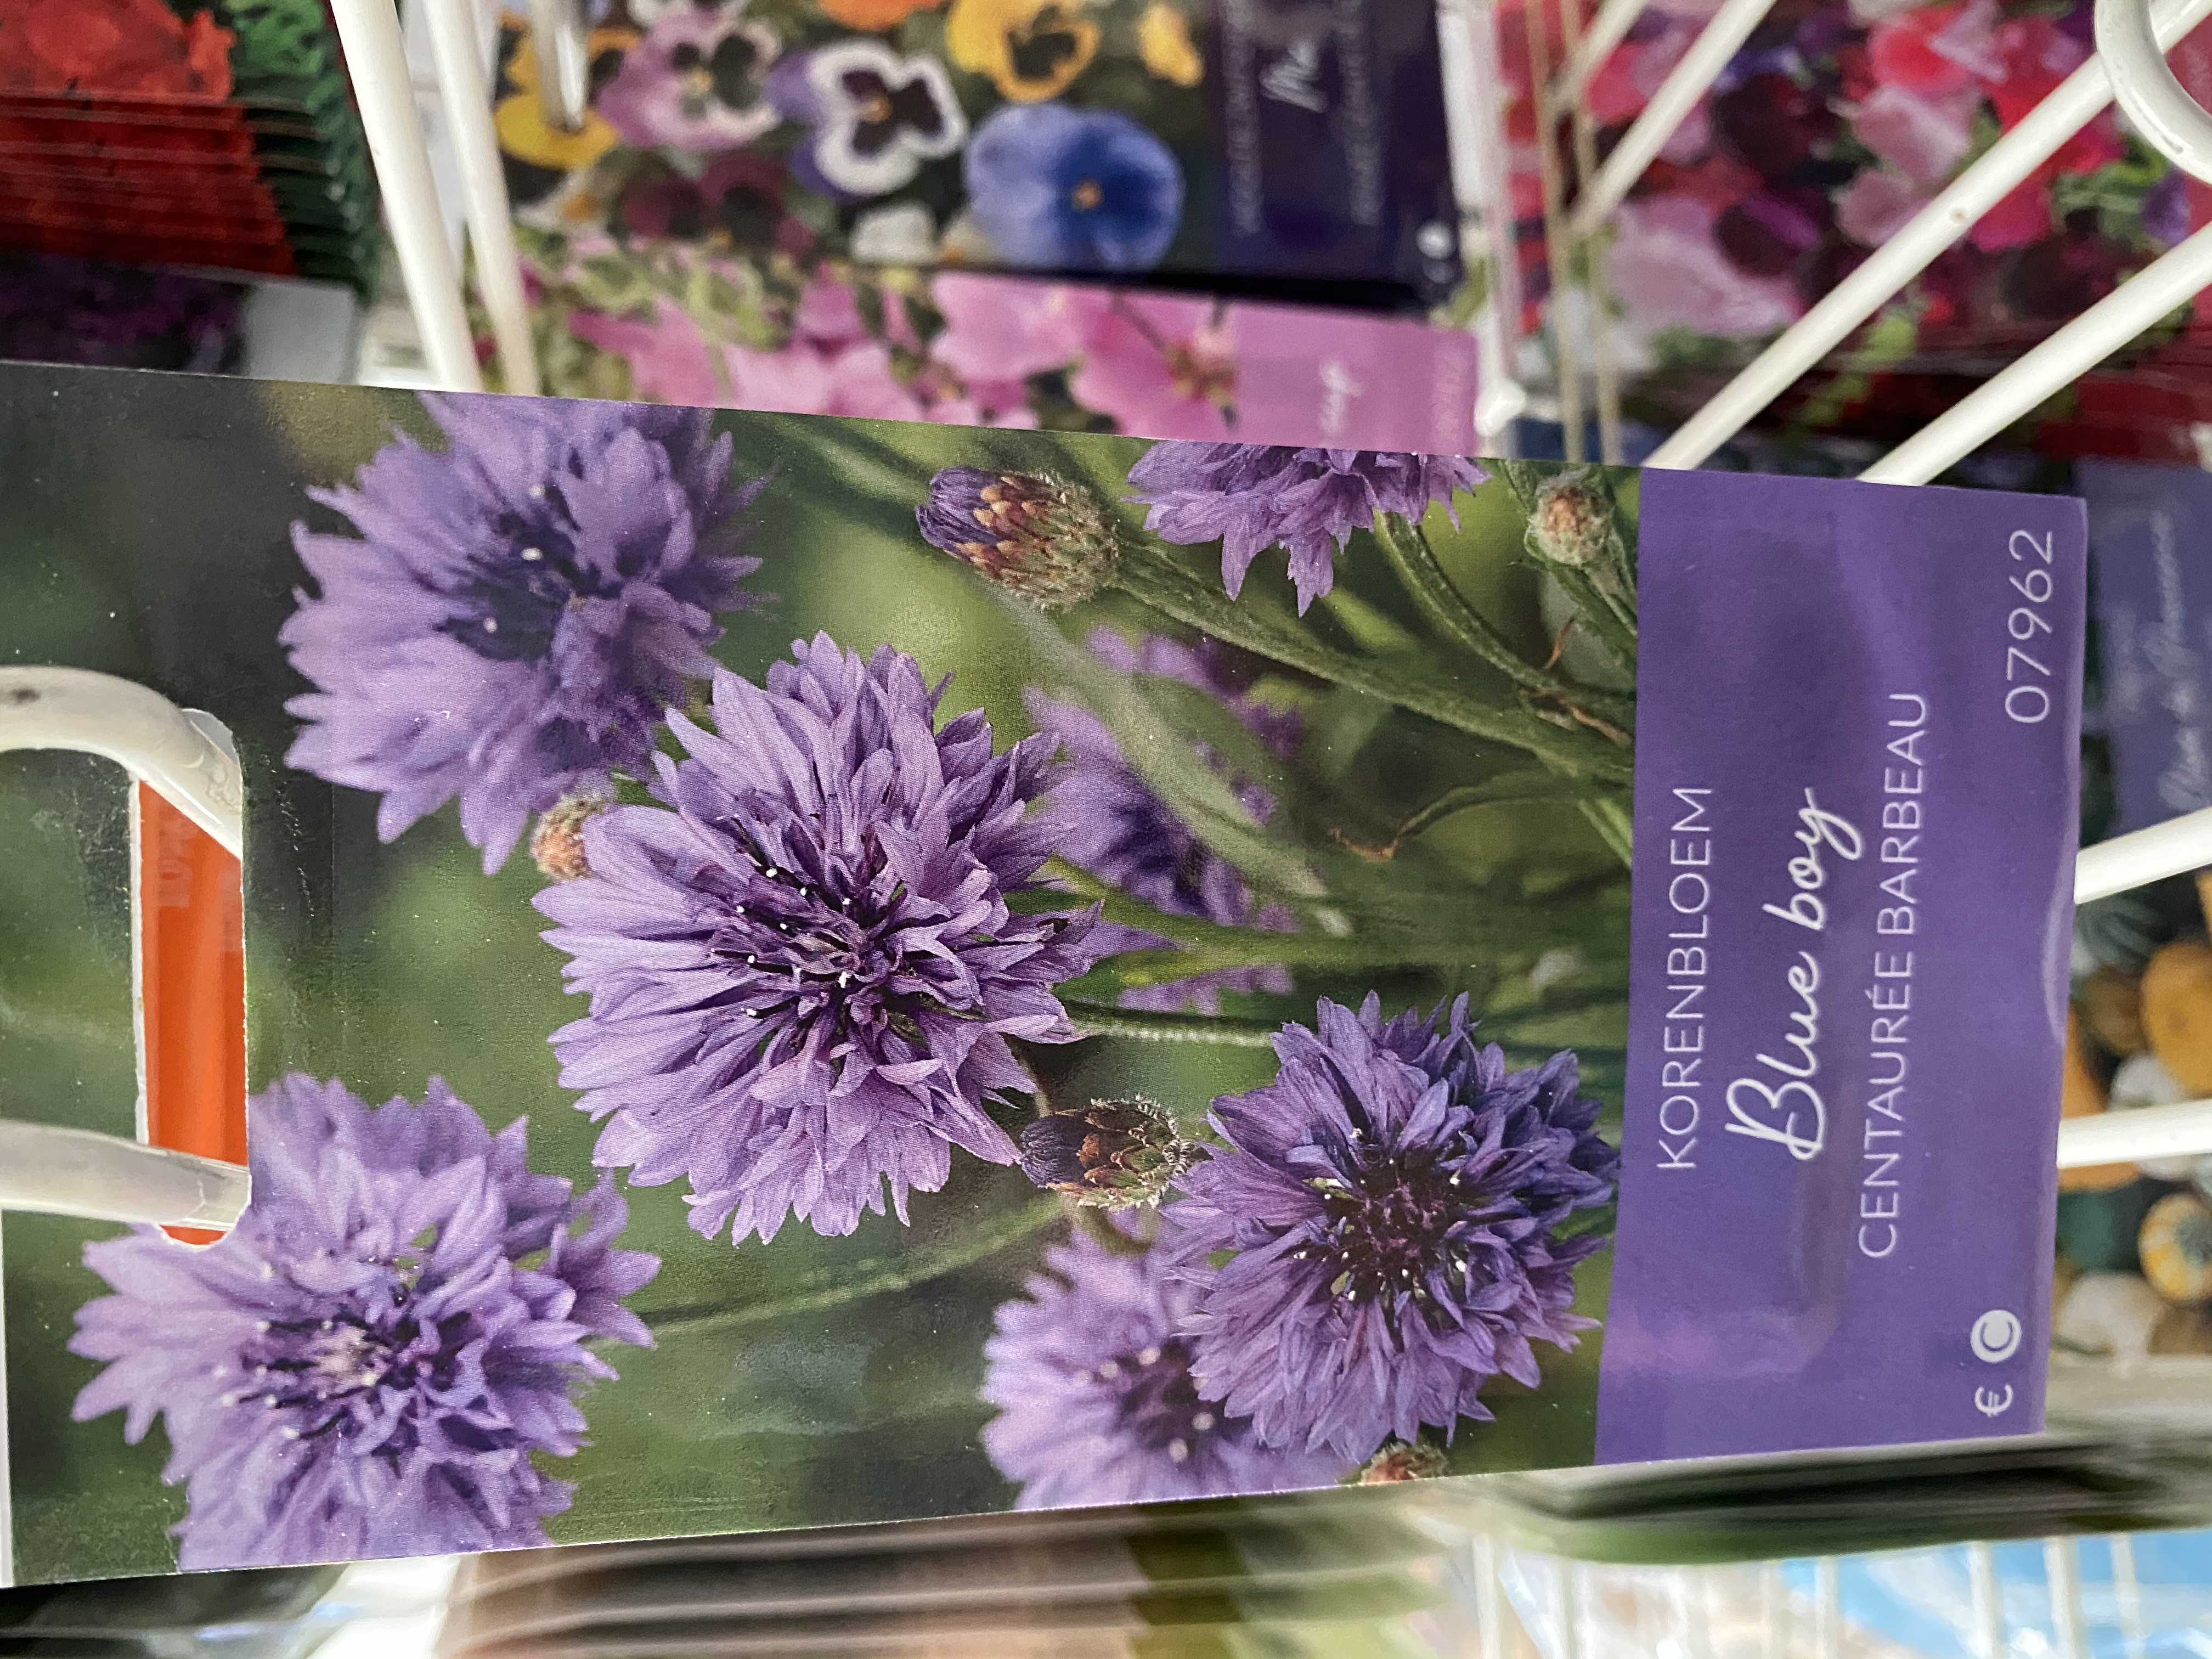 KORENBLOEM
Blue boy
CENTAURÉE BARBEAU
€ C
07962